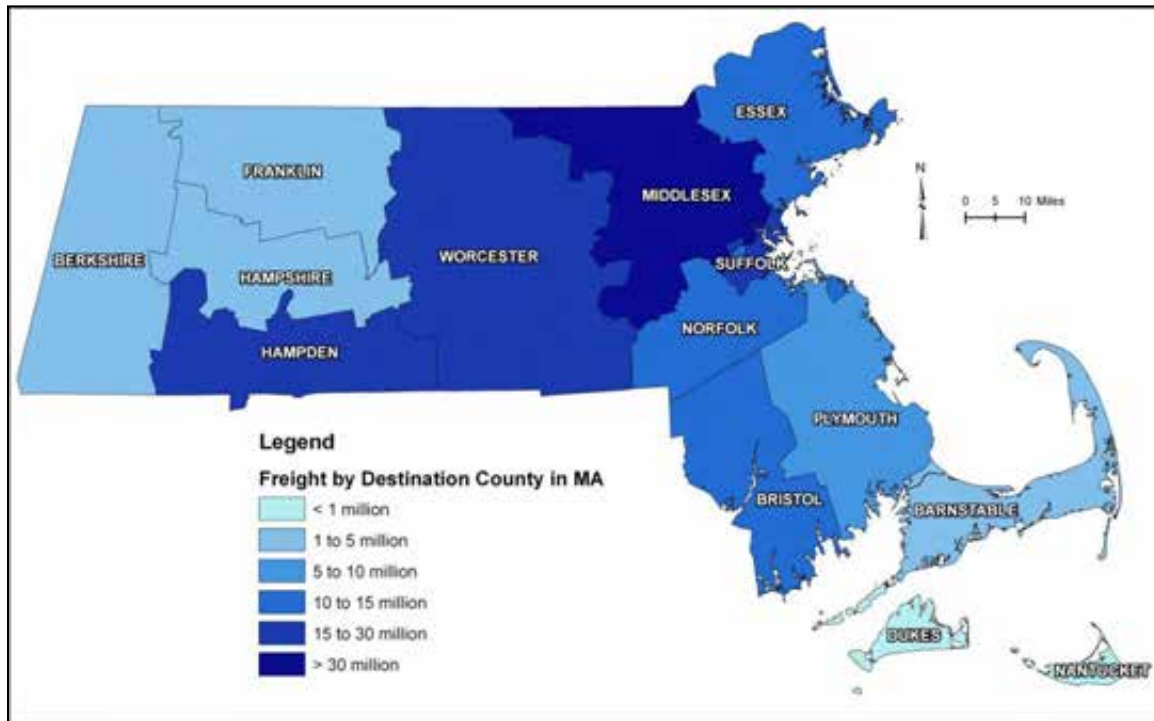 ESSEX
FRANKLIN
MIDDLESEX
N
0 5 10 Miles
BERKSHIRE
WORCESTER
SUFFOLK
HAMPSHIRE
NORFOLK
HAMPDEN
PLYMOUTH
Legend
Freight by Destination County in MA
< 1 million
1 to 5 million
5 to 10 million
10 to 15 million
15 to 30 million
> 30 million
BRISTOL
BARNSTABLE
DUKES
NANTUCKET